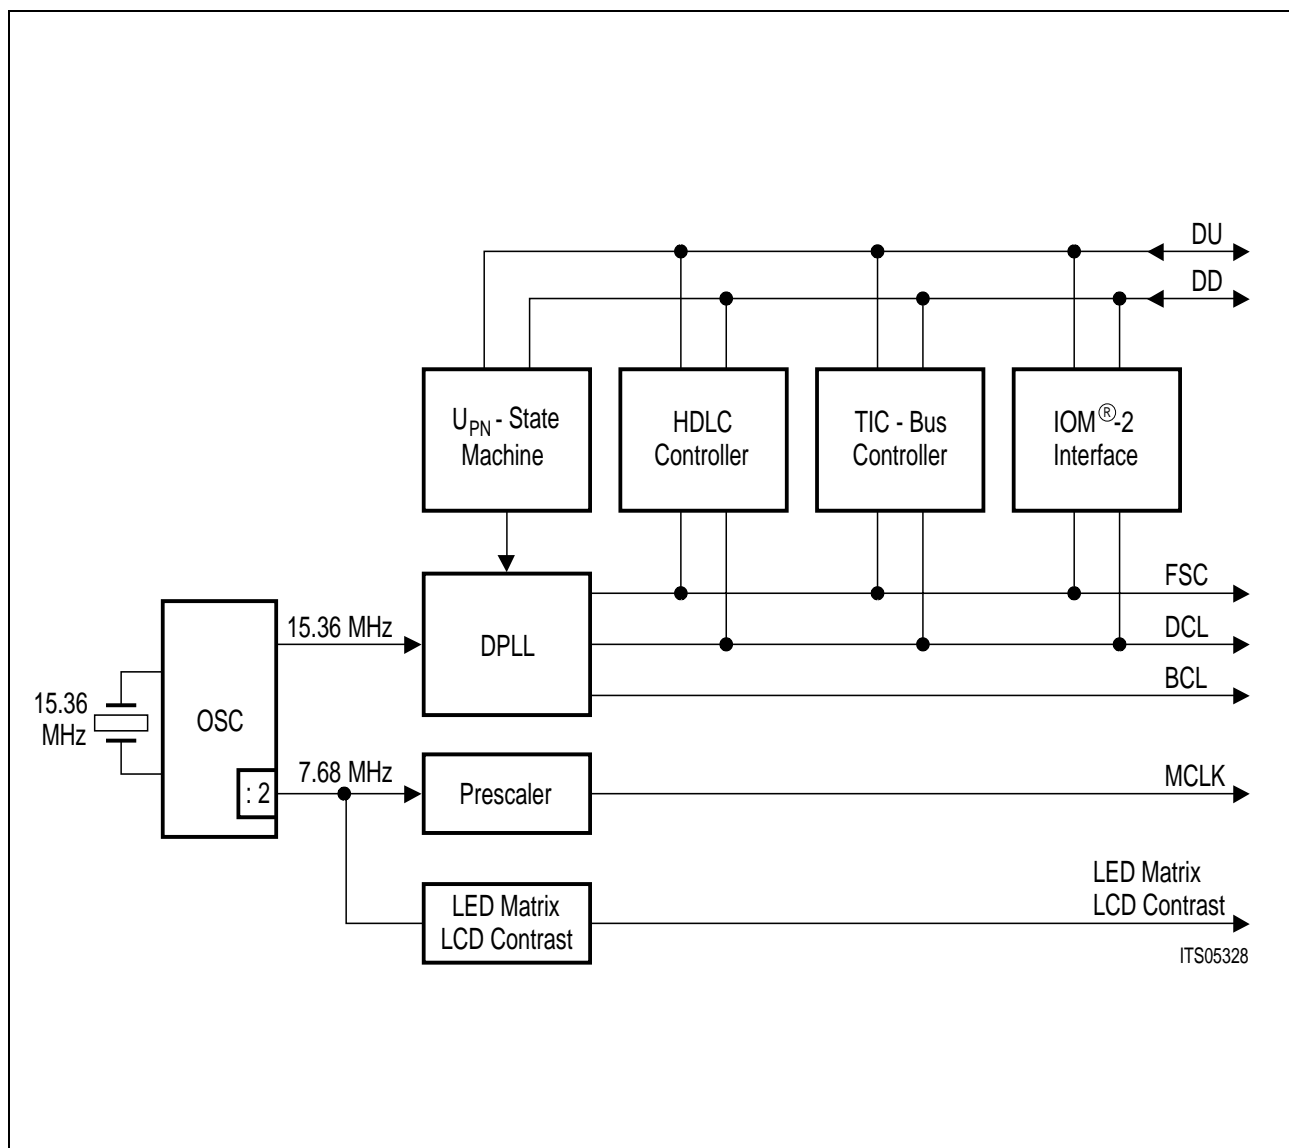 DU
DD
U_PN - State
Machine
HDLC
Controller
TIC - Bus
Controller
IOM®-2
Interface
FSC
15.36 MHz
DPLL
DCL
BCL
15.36
MHz
OSC
: 2
7.68 MHz
Prescaler
MCLK
LED Matrix
LCD Contrast
LED Matrix
LCD Contrast
ITS05328